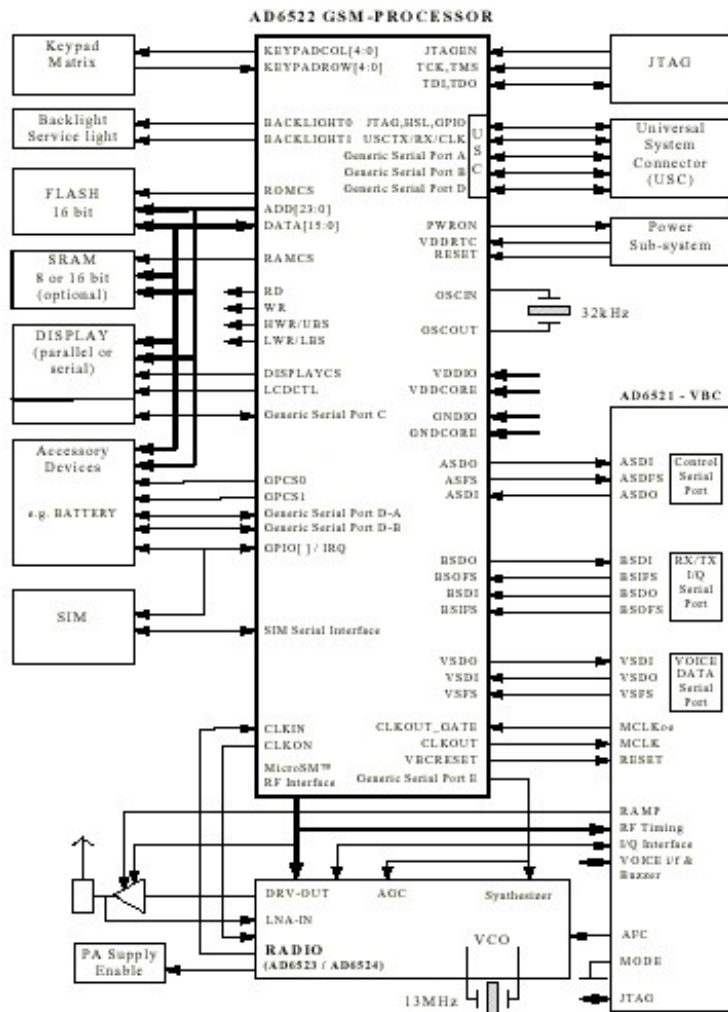 AD6522 GSM-PROCESSOR
Keypad
Matrix
Backlight
Service light
FLASH
16 bit
SRAM
8 or 16 bit
(optional)
DISPLAY
(parallel or
serial)
Accessory
Devices
e.g. BATTERY
SIM
KEYPADCOL[4:0]
KEYPADROW[4:0]
BACKLIGHT0
BACKLIGHT1
ROMCS
ADD[23:0]
DATA[15:0]
RAMCS
RD
WR
HWR/UBS
LWR/LBS
DISPLAYCS
LCDCTL
Generic Serial Port C
GPCS0
GPCS1
Generic Serial Port D-A
Generic Serial Port D-B
GPIO[ ] / IRQ
SIM Serial Interface
CLKIN
CLKON
MicroSM™
RF Interface
JTAGEN
TCK,TMS
TDI,TDO
JTAG,HSL,GPIO
USCTX/RX/CLK
Generic Serial Port A
Generic Serial Port B
Generic Serial Port D
USC
PWRON
VDDRTC
RESET
OSCIN
OSCOUT
VDDIO
VDDCORE
GNDIO
GNDCORE
ASDO
ASFS
ASDI
BSDO
BSOFS
BSDI
BSIFS
VSDO
VSDI
VSFS
CLKOUT_GATE
CLKOUT
VBCRESET
Generic Serial Port E
JTAG
Universal
System
Connector
(USC)
Power
Sub-system
32kHz
AD6521 - VBC
ASDI
ASDFS
ASDO
Control
Serial
Port
BSDI
BSIFS
BSDO
BSOFS
RX/TX
I/Q
Serial
Port
VSDI
VSDO
VSFS
VOICE
DATA
Serial
Port
MCLKoe
MCLK
RESET
RAMP
RF Timing
I/Q Interface
VOICE i/f &
Buzzer
AFC
MODE
JTAG
DRV-OUT
AGC
Synthesizer
LNA-IN
RADIO
(AD6523 / AD6524)
VCO
13MHz
PA Supply
Enable